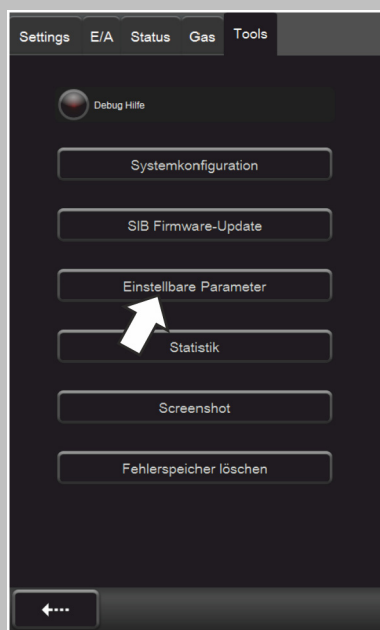 Settings E/A Status Gas Tools
Debug Hilfe
Systemkonfiguration
SIB Firmware-Update
Einstellbare Parameter
Statistik
Screenshot
Fehlerspeicher löschen